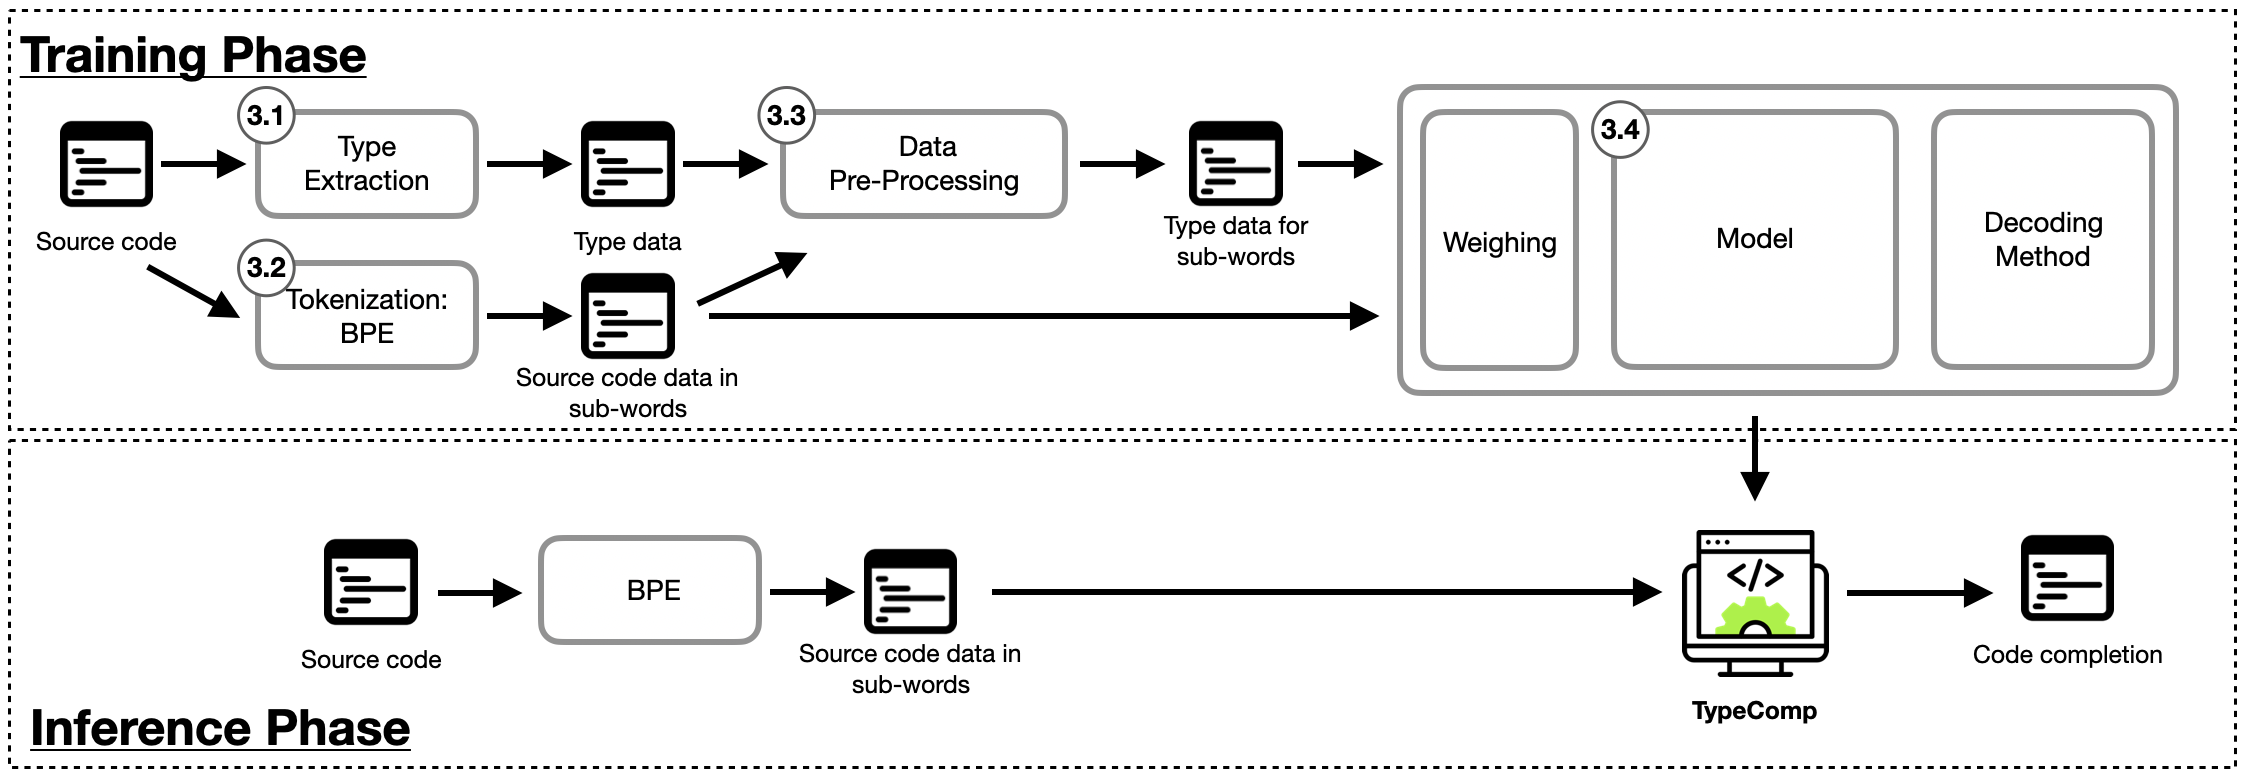 Training Phase
3.1
Type
Extraction
3.3
Data
Pre-Processing
Source code
Type data
Type data for
sub-words
3.2
Tokenization:
BPE
Source code data in
sub-words
Weighing
3.4
Model
Decoding
Method
Source code
BPE
Source code data in
sub-words
</>
TypeComp
Code completion
Inference Phase